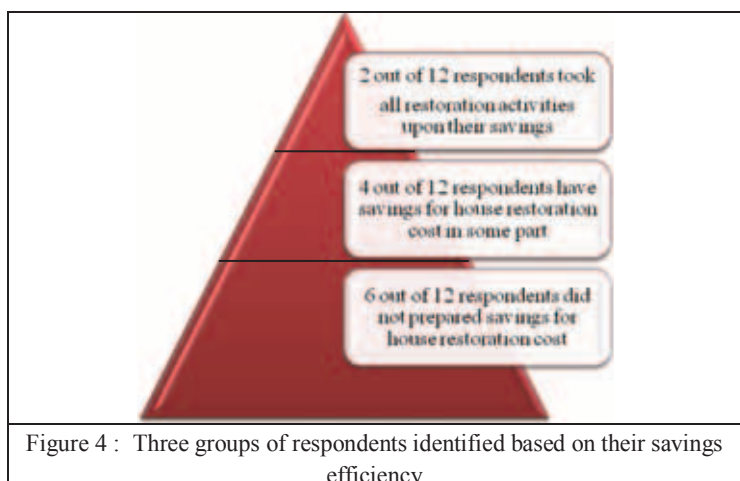 2 out of 12 respondents took
all restoration activities
upon their savings
4 out of 12 respondents have
savings for house restoration
cost in some part
6 out of 12 respondents did
not prepared savings for
house restoration cost
Figure 4 : Three groups of respondents identified based on their savings
efficiency